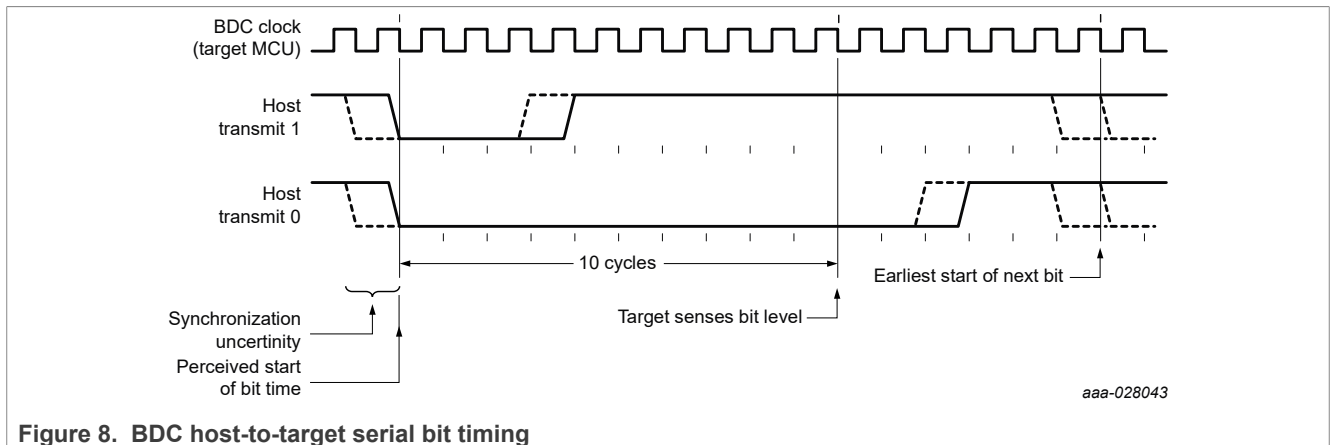 BDC clock
(target MCU)
Host
transmit 1
Host
transmit 0
10 cycles
Earliest start of next bit
Target senses bit level
Synchronization
uncertinity
Perceived start
of bit time
aaa-028043
Figure 8. BDC host-to-target serial bit timing